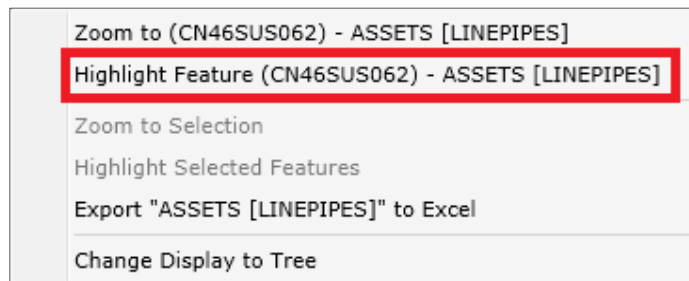 Zoom to (CN46SUS062) - ASSETS [LINEPIPES]
Highlight Feature (CN46SUS062) - ASSETS [LINEPIPES]
Zoom to Selection
Highlight Selected Features
Export "ASSETS [LINEPIPES]" to Excel
Change Display to Tree